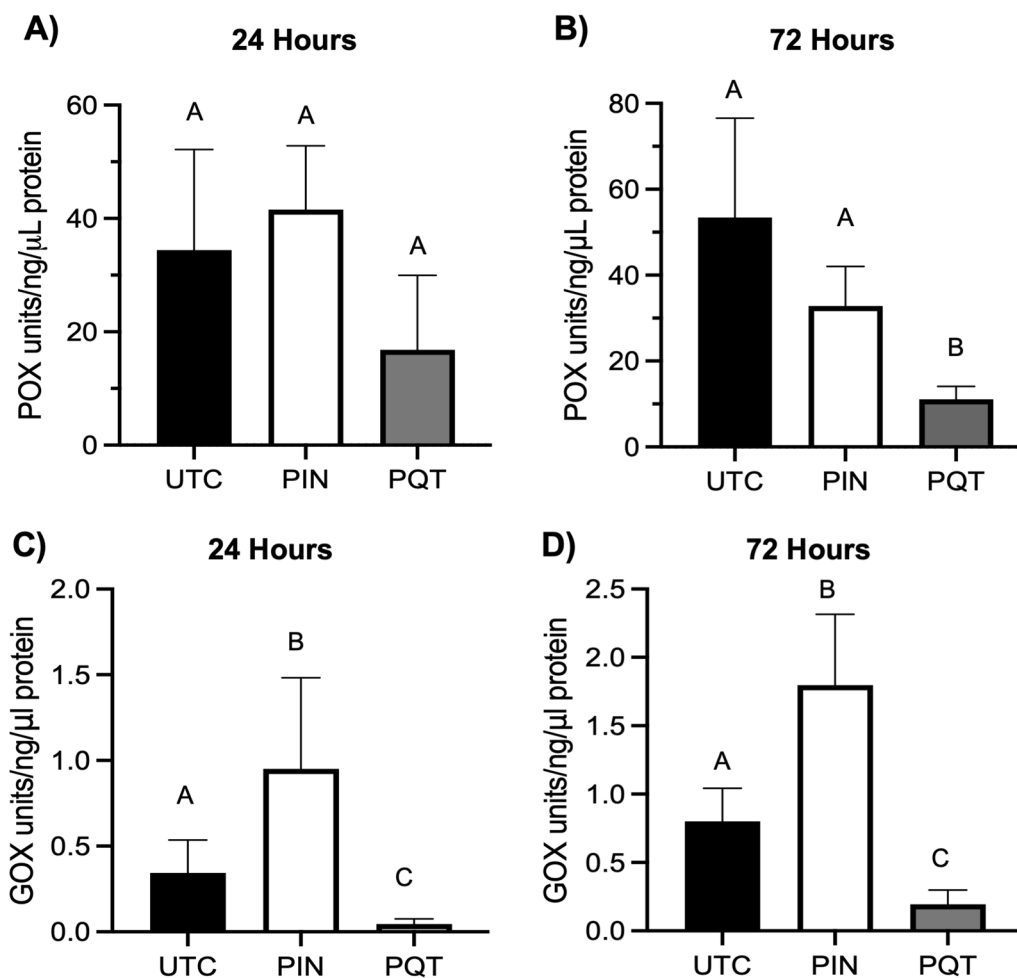 A)
24 Hours
POX units/ng/μL protein
60
40
20
0
A
A
A
UTC
PIN
PQT
B)
72 Hours
POX units/ng/μL protein
80
60
40
20
0
A
A
B
UTC
PIN
PQT
C)
24 Hours
GOX units/ng/μl protein
2.0
1.5
1.0
0.5
0.0
A
B
C
UTC
PIN
PQT
D)
72 Hours
GOX units/ng/μl protein
2.5
2.0
1.5
1.0
0.5
0.0
A
B
C
UTC
PIN
PQT